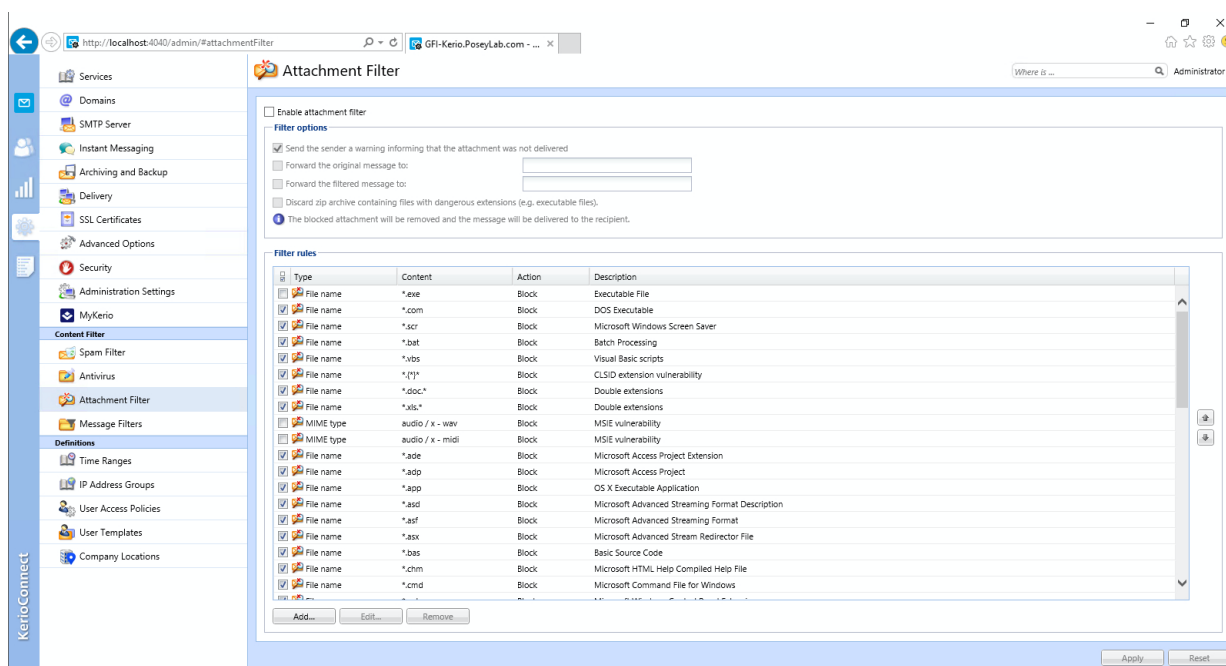 http://localhost:4040/admin/#attachmentFilter
GFI-Kerio.PoseyLab.com - ...
Services
Domains
SMTP Server
Instant Messaging
Archiving and Backup
Delivery
SSL Certificates
Advanced Options
Security
Administration Settings
MyKerio
Content Filter
Spam Filter
Antivirus
Attachment Filter
Message Filters
Definitions
Time Ranges
IP Address Groups
User Access Policies
User Templates
Company Locations
KerioConnect
Attachment Filter
Where is ...
Administrator
Enable attachment filter
Filter options
Send the sender a warning informing that the attachment was not delivered
Forward the original message to:
Forward the filtered message to:
Discard zip archive containing files with dangerous extensions (e.g. executable files).
The blocked attachment will be removed and the message will be delivered to the recipient.
Filter rules
Type Content Action Description
File name *.exe Block Executable File
File name *.com Block DOS Executable
File name *.scr Block Microsoft Windows Screen Saver
File name *.bat Block Batch Processing
File name *.vbs Block Visual Basic scripts
File name *.{*}* Block CLSID extension vulnerability
File name *.doc.* Block Double extensions
File name *.xls.* Block Double extensions
MIME type audio / x - wav Block MSIE vulnerability
MIME type audio / x - midi Block MSIE vulnerability
File name *.ade Block Microsoft Access Project Extension
File name *.adp Block Microsoft Access Project
File name *.app Block OS X Executable Application
File name *.asd Block Microsoft Advanced Streaming Format Description
File name *.asf Block Microsoft Advanced Streaming Format
File name *.asx Block Microsoft Advanced Stream Redirector File
File name *.bas Block Basic Source Code
File name *.chm Block Microsoft HTML Help Compiled Help File
File name *.cmd Block Microsoft Command File for Windows
Add... Edit... Remove
Apply Reset